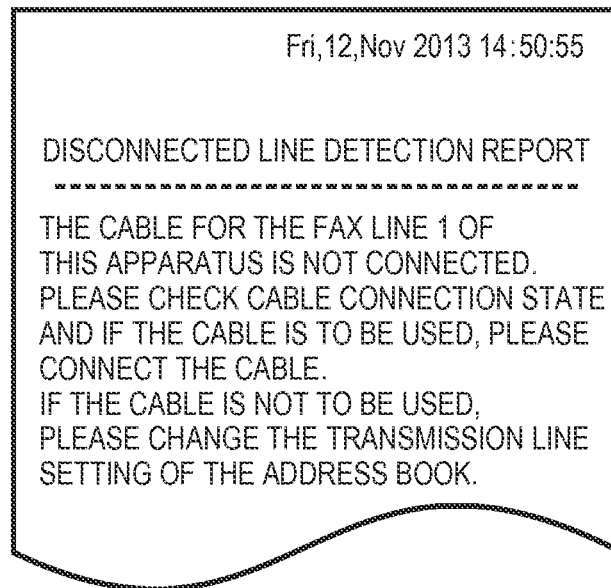 Fri,12,Nov 2013 14:50:55
DISCONNECTED LINE DETECTION REPORT
THE CABLE FOR THE FAX LINE 1 OF
THIS APPARATUS IS NOT CONNECTED.
PLEASE CHECK CABLE CONNECTION STATE
AND IF THE CABLE IS TO BE USED, PLEASE
CONNECT THE CABLE.
IF THE CABLE IS NOT TO BE USED,
PLEASE CHANGE THE TRANSMISSION LINE
SETTING OF THE ADDRESS BOOK.